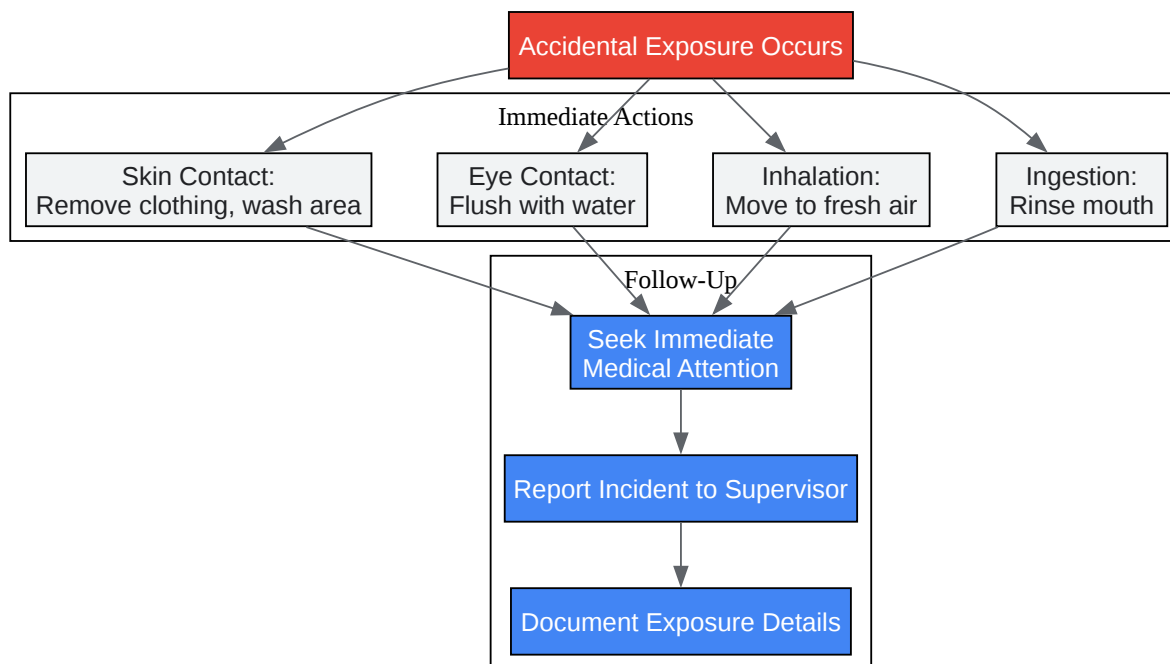 Accidental Exposure Occurs
Immediate Actions
Skin Contact:
Remove clothing, wash area
Eye Contact:
Flush with water
Inhalation:
Move to fresh air
Ingestion:
Rinse mouth
Follow-Up
Seek Immediate
Medical Attention
Report Incident to Supervisor
Document Exposure Details